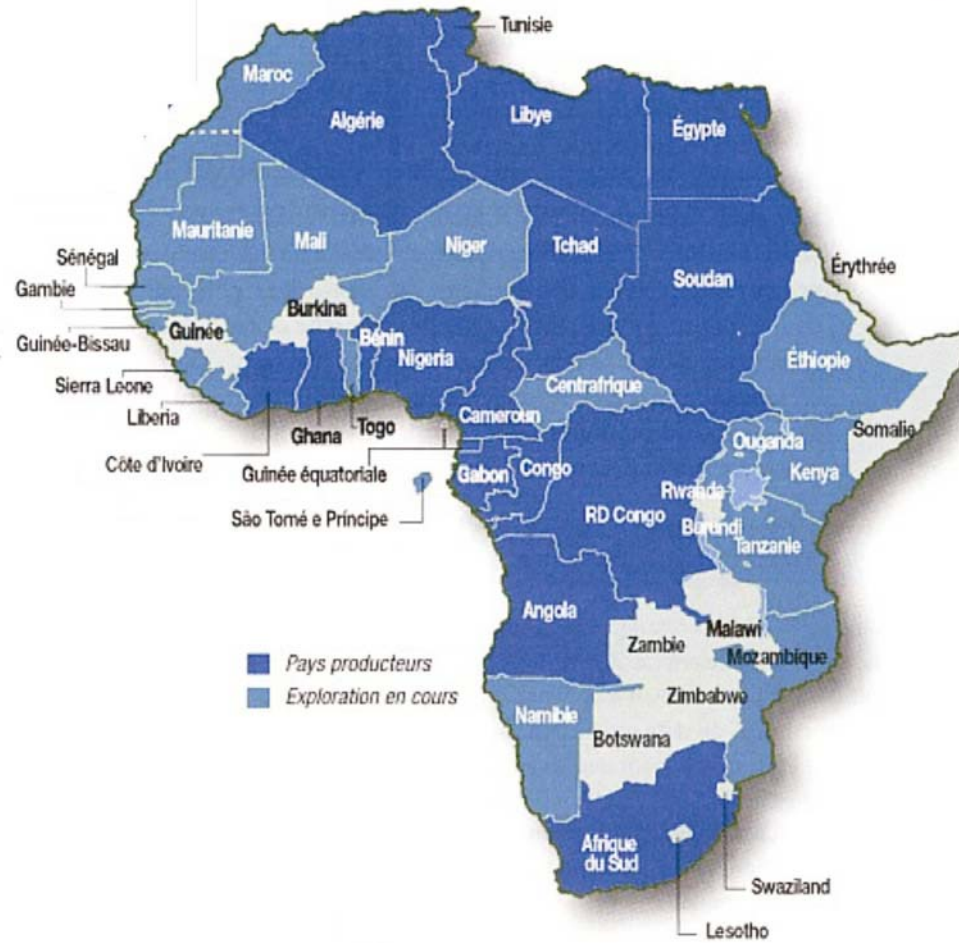 Tunisie
Maroc
Algérie
Libye
Égypte
Mauritanie
Mali
Niger
Tchad
Soudan
Érythrée
Sénégal
Gambie
Guinée-Bissau
Guinée
Burkina
Bénin
Nigeria
Éthiopie
Centrafrique
Sierra Leone
Liberia
Côte d'Ivoire
Ghana
Togo
Cameroun
Guinée équatoriale
São Tomé e Príncipe
Gabon
Congo
RD Congo
Ouganda
Kenya
Somalie
Rwanda
Burundi
Tanzanie
Angola
Zambie
Malawi
Mozambique
Zimbabwe
Pays producteurs
Exploration en cours
Namibie
Botswana
Afrique
du Sud
Swaziland
Lesotho